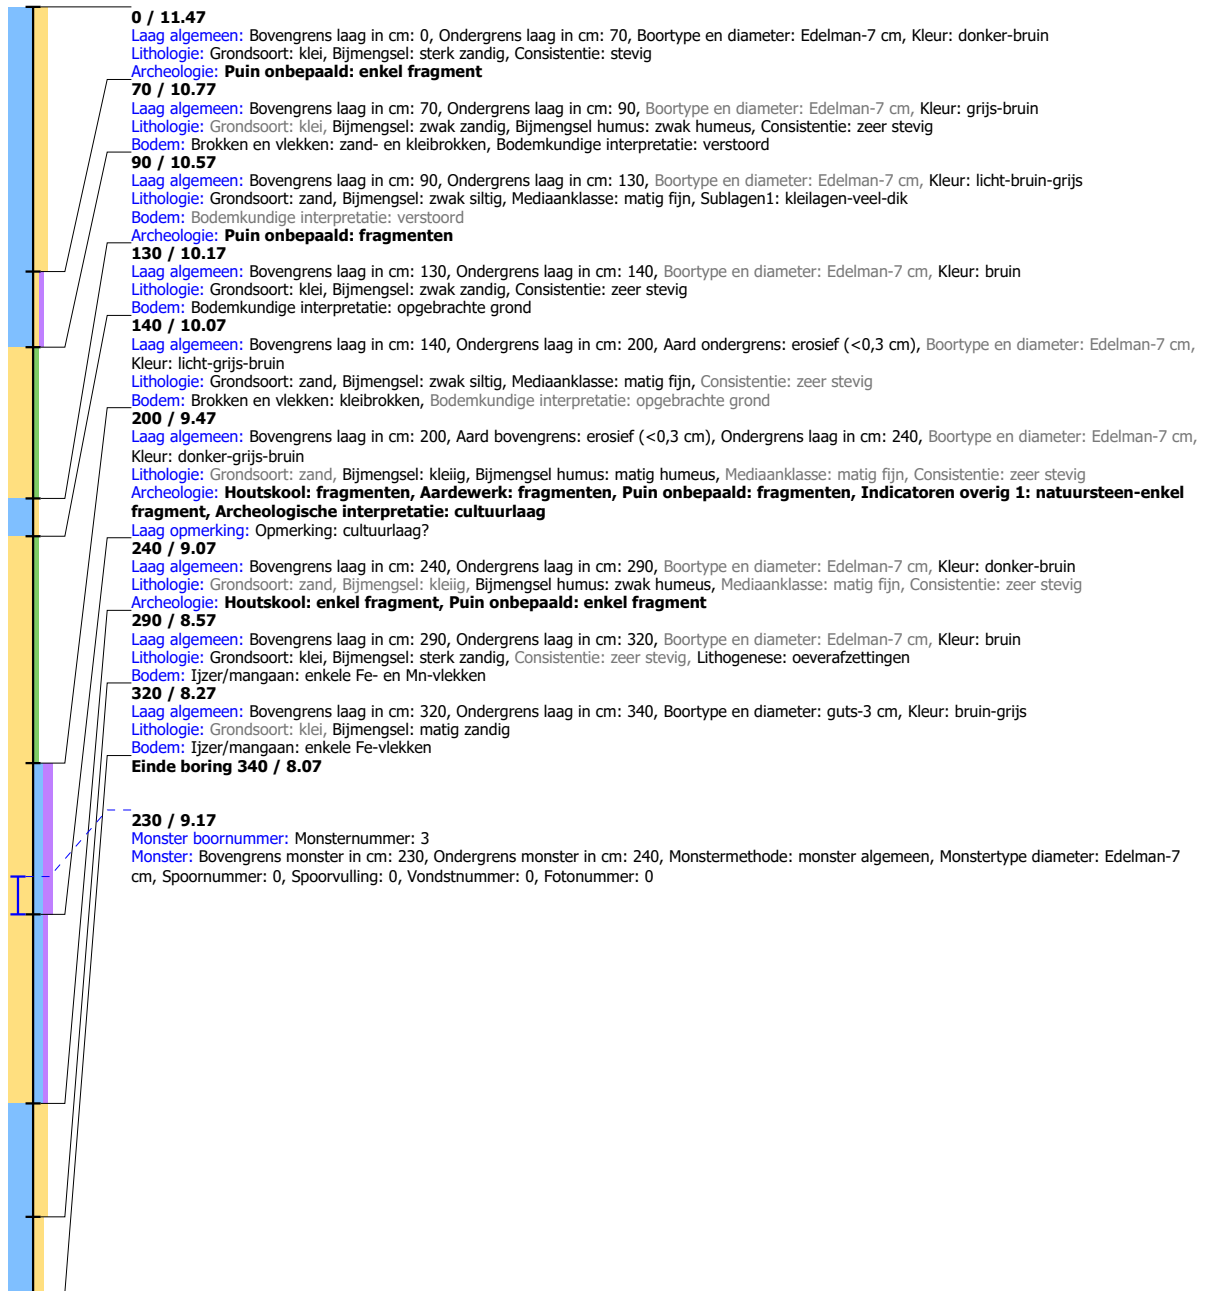 0 / 11.47
Laag algemeen: Bovengrens laag in cm: 0, Ondergrens laag in cm: 70, Boortype en diameter: Edelman-7 cm, Kleur: donker-bruin
Lithologie: Grondsoort: klei, Bijmengsel: sterk zandig, Consistentie: stevig
Archeologie: Puin onbepaald: enkel fragment
70 / 10.77
Laag algemeen: Bovengrens laag in cm: 70, Ondergrens laag in cm: 90, Boortype en diameter: Edelman-7 cm, Kleur: grijs-bruin
Lithologie: Grondsoort: klei, Bijmengsel: zwak zandig, Bijmengsel humus: zwak humeus, Consistentie: zeer stevig
Bodem: Brokken en vlekken: zand- en kleibrokken, Bodemkundige interpretatie: verstoord
90 / 10.57
Laag algemeen: Bovengrens laag in cm: 90, Ondergrens laag in cm: 130, Boortype en diameter: Edelman-7 cm, Kleur: licht-bruin-grijs
Lithologie: Grondsoort: zand, Bijmengsel: zwak siltig, Mediaanklasse: matig fijn, Sublagen1: kleilagen-veel-dik
Bodem: Bodemkundige interpretatie: verstoord
Archeologie: Puin onbepaald: fragmenten
130 / 10.17
Laag algemeen: Bovengrens laag in cm: 130, Ondergrens laag in cm: 140, Boortype en diameter: Edelman-7 cm, Kleur: bruin
Lithologie: Grondsoort: klei, Bijmengsel: zwak zandig, Consistentie: zeer stevig
Bodem: Bodemkundige interpretatie: opgebrachte grond
140 / 10.07
Laag algemeen: Bovengrens laag in cm: 140, Ondergrens laag in cm: 200, Aard ondergrens: erosief (<0,3 cm), Boortype en diameter: Edelman-7 cm,
Kleur: licht-grijs-bruin
Lithologie: Grondsoort: zand, Bijmengsel: zwak siltig, Mediaanklasse: matig fijn, Consistentie: zeer stevig
Bodem: Brokken en vlekken: kleibrokken, Bodemkundige interpretatie: opgebrachte grond
200 / 9.47
Laag algemeen: Bovengrens laag in cm: 200, Aard bovengrens: erosief (<0,3 cm), Ondergrens laag in cm: 240, Boortype en diameter: Edelman-7 cm,
Kleur: donker-grijs-bruin
Lithologie: Grondsoort: zand, Bijmengsel: kleiig, Bijmengsel humus: matig humeus, Mediaanklasse: matig fijn, Consistentie: zeer stevig
Archeologie: Houtskool: fragmenten, Aardewerk: fragmenten, Puin onbepaald: fragmenten, Indicatoren overig 1: natuursteen-enkel
fragment, Archeologische interpretatie: cultuurlaag
Laag opmerking: Opmerking: cultuurlaag?
240 / 9.07
Laag algemeen: Bovengrens laag in cm: 240, Ondergrens laag in cm: 290, Boortype en diameter: Edelman-7 cm, Kleur: donker-bruin
Lithologie: Grondsoort: zand, Bijmengsel: kleiig, Bijmengsel humus: zwak humeus, Mediaanklasse: matig fijn, Consistentie: zeer stevig
Archeologie: Houtskool: enkel fragment, Puin onbepaald: enkel fragment
290 / 8.57
Laag algemeen: Bovengrens laag in cm: 290, Ondergrens laag in cm: 320, Boortype en diameter: Edelman-7 cm, Kleur: bruin
Lithologie: Grondsoort: klei, Bijmengsel: sterk zandig, Consistentie: zeer stevig, Lithogenese: oeverafzettingen
Bodem: Ijzer/mangaan: enkele Fe- en Mn-vlekken
320 / 8.27
Laag algemeen: Bovengrens laag in cm: 320, Ondergrens laag in cm: 340, Boortype en diameter: guts-3 cm, Kleur: bruin-grijs
Lithologie: Grondsoort: klei, Bijmengsel: matig zandig
Bodem: Ijzer/mangaan: enkele Fe-vlekken
Einde boring 340 / 8.07
230 / 9.17
Monster boornummer: Monsternummer: 3
Monster: Bovengrens monster in cm: 230, Ondergrens monster in cm: 240, Monstermethode: monster algemeen, Monstertype diameter: Edelman-7
cm, Spoornummer: 0, Spoorvulling: 0, Vondstnummer: 0, Fotonummer: 0